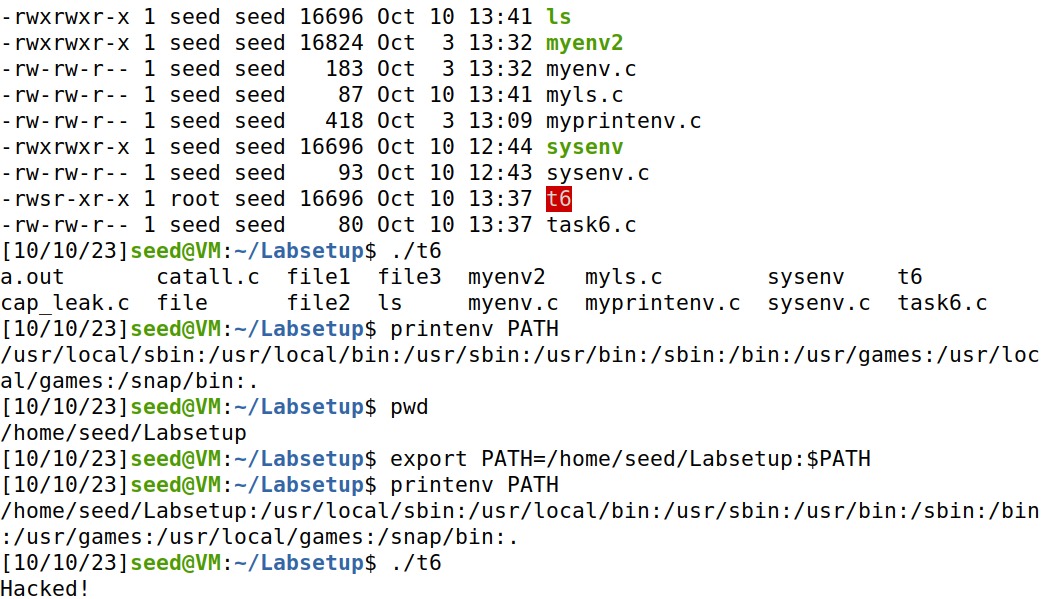 -rwxrwxr-x 1 seed seed 16696 Oct 10 13:41 ls
-rwxrwxr-x 1 seed seed 16824 Oct  3 13:32 myenv2
-rw-rw-r-- 1 seed seed   183 Oct  3 13:32 myenv.c
-rw-rw-r-- 1 seed seed    87 Oct 10 13:41 myls.c
-rw-rw-r-- 1 seed seed   418 Oct  3 13:09 myprintenv.c
-rwxrwxr-x 1 seed seed 16696 Oct 10 12:44 sysenv
-rw-rw-r-- 1 seed seed    93 Oct 10 12:43 sysenv.c
-rwsr-xr-x 1 root seed 16696 Oct 10 13:37 t6
-rw-rw-r-- 1 seed seed    80 Oct 10 13:37 task6.c
[10/10/23]seed@VM:~/Labsetup$ ./t6
a.out       catall.c  file1  file3  myenv2   myls.c        sysenv    t6
cap_leak.c  file      file2  ls     myenv.c  myprintenv.c  sysenv.c  task6.c
[10/10/23]seed@VM:~/Labsetup$ printenv PATH
/usr/local/sbin:/usr/local/bin:/usr/sbin:/usr/bin:/sbin:/bin:/usr/games:/usr/loc
al/games:/snap/bin:.
[10/10/23]seed@VM:~/Labsetup$ pwd
/home/seed/Labsetup
[10/10/23]seed@VM:~/Labsetup$ export PATH=/home/seed/Labsetup:$PATH
[10/10/23]seed@VM:~/Labsetup$ printenv PATH
/home/seed/Labsetup:/usr/local/sbin:/usr/local/bin:/usr/sbin:/usr/bin:/sbin:/bin
:/usr/games:/usr/local/games:/snap/bin:.
[10/10/23]seed@VM:~/Labsetup$ ./t6
Hacked!